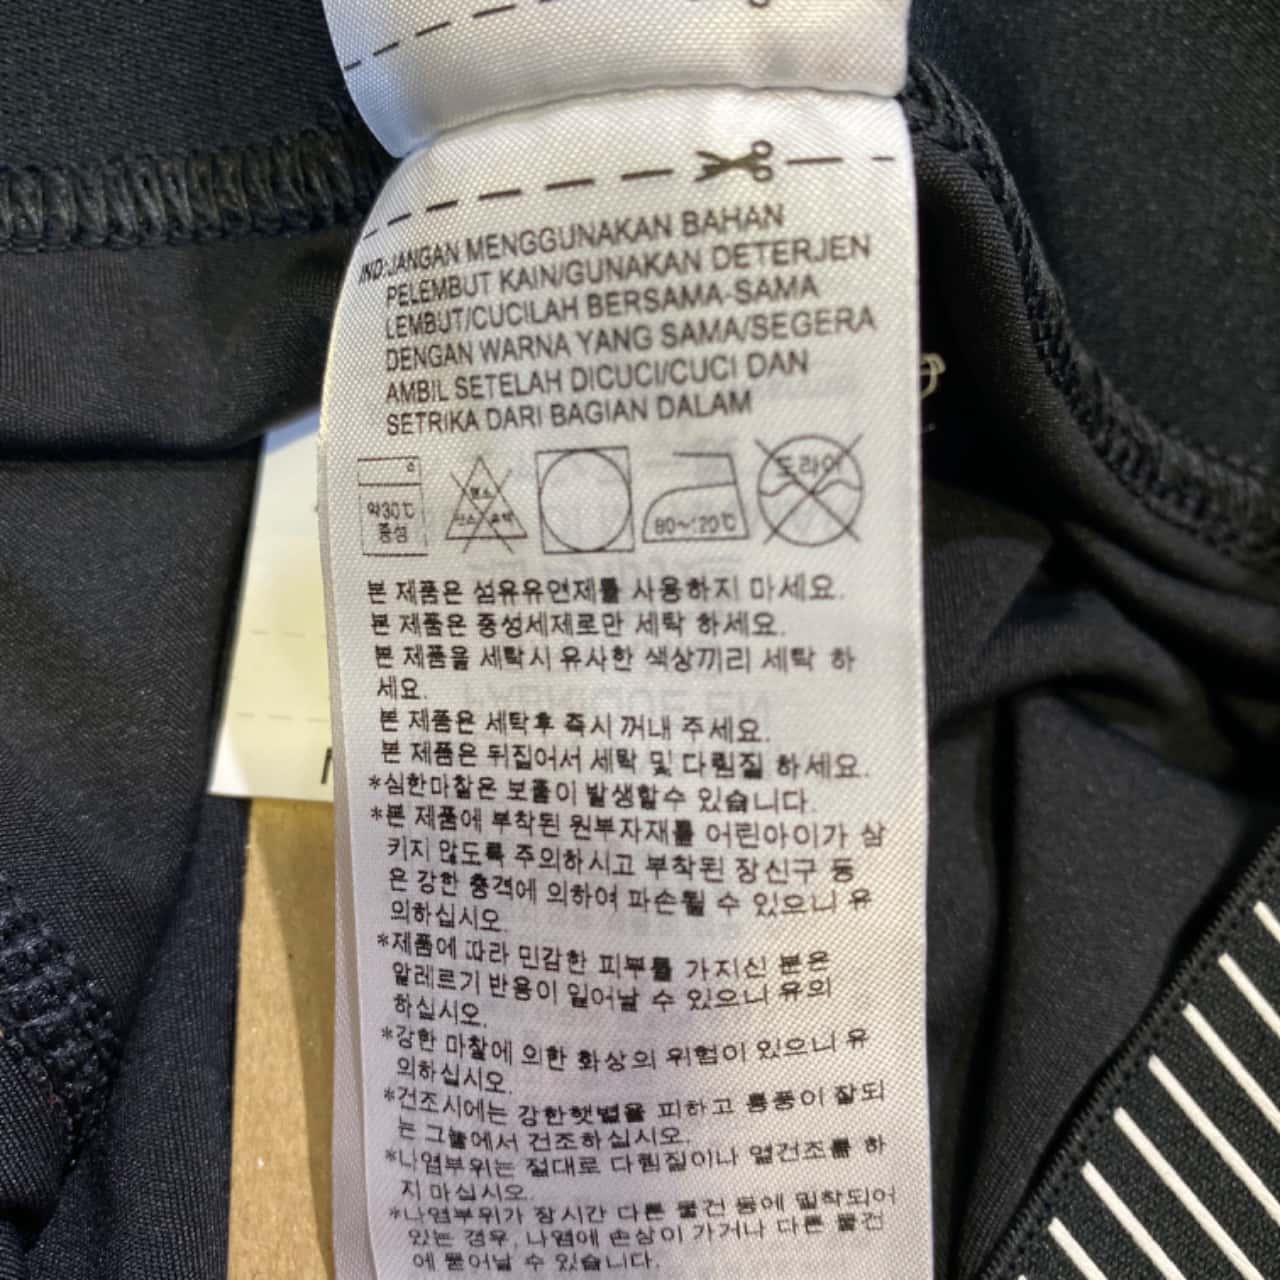 IND:JANGAN MENGGUNAKAN BAHAN
PELEMBUT KAIN/GUNAKAN DETERJEN
LEMBUT/CUCILAH BERSAMA-SAMA
DENGAN WARNA YANG SAMA/SEGERA
AMBIL SETELAH DICUCI/CUCI DAN
SETRIKA DARI BAGIAN DALAM
약30℃
중성
염소
산소 표백
80~120℃
드라이
본 제품은 섬유유연제를 사용하지 마세요.
본 제품은 중성세제로만 세탁 하세요.
본 제품을 세탁시 유사한 색상끼리 세탁 하
세요.
본 제품은 세탁후 즉시 꺼내 주세요.
본 제품은 뒤집어서 세탁 및 다림질 하세요.
*심한마찰은 보풀이 발생할수 있습니다.
*본 제품에 부착된 원부자재를 어린아이가 삼
키지 않도록 주의하시고 부착된 장신구 등
은 강한 충격에 의하여 파손될 수 있으니 유
의하십시오.
*제품에 따라 민감한 피부를 가지신 분은
알레르기 반응이 일어날 수 있으니 유의
하십시오.
*강한 마찰에 의한 화상의 위험이 있으니 유
의하십시오.
*건조시에는 강한햇볕을 피하고 통풍이 잘되
는 그늘에서 건조하십시오.
*나염부위는 절대로 다림질이나 열건조를 하
지 마십시오.
*나염부위가 장시간 다른 물건 등에 밀착되어
있는 경우, 나염에 손상이 가거나 다른 물건
에 묻어날 수 있습니다.